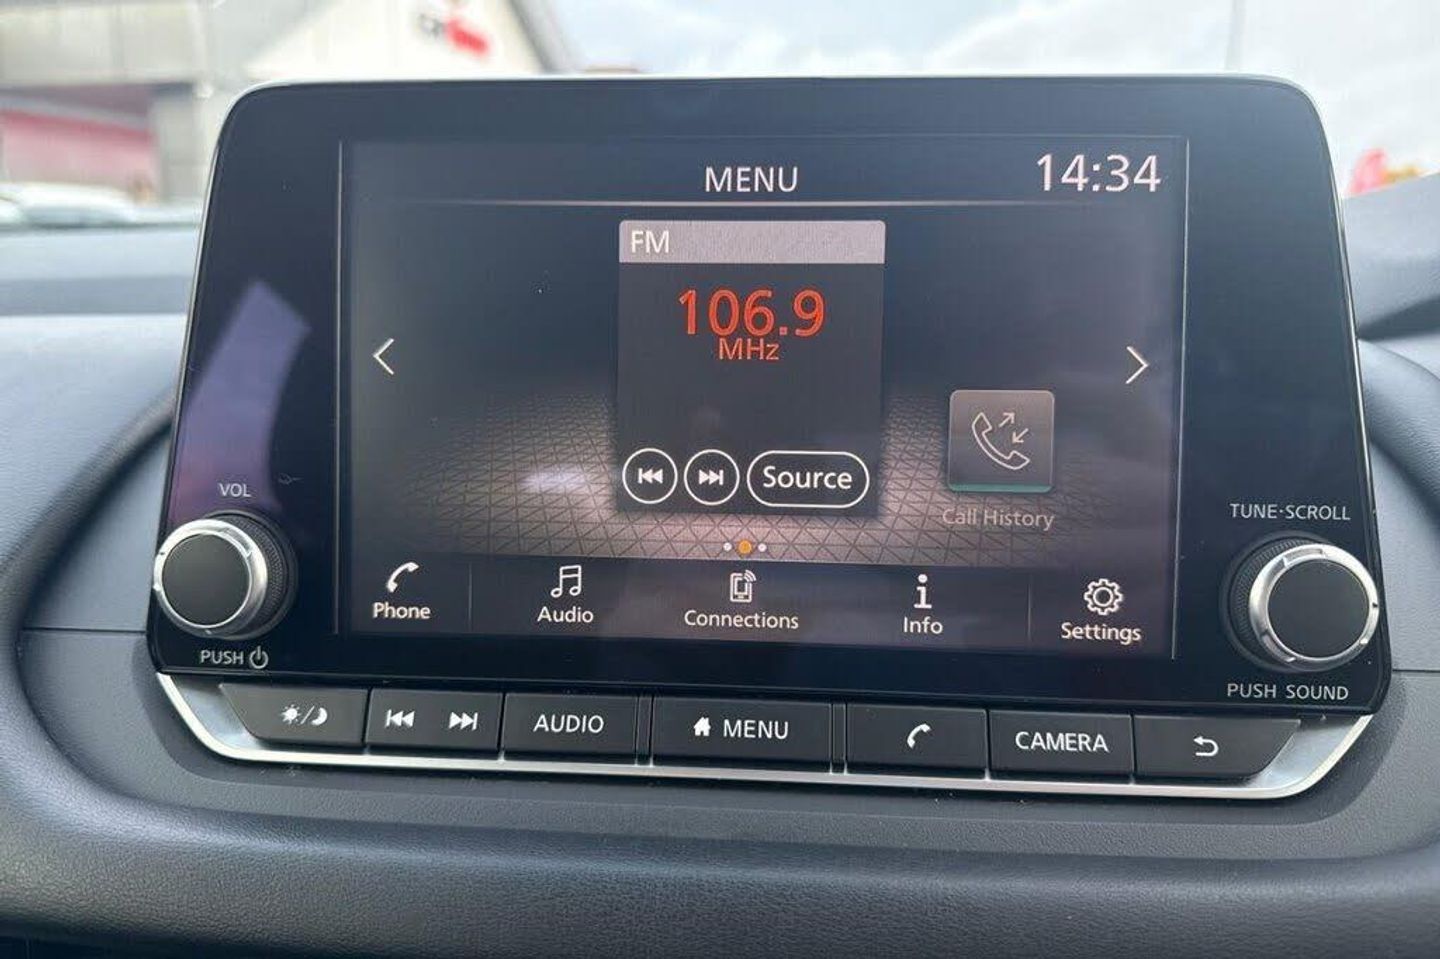 MENU
14:34
FM
106.9
MHz
Source
Call History
VOL
TUNE·SCROLL
Phone
Audio
Connections
Info
Settings
PUSH
PUSH SOUND
AUDIO
MENU
CAMERA